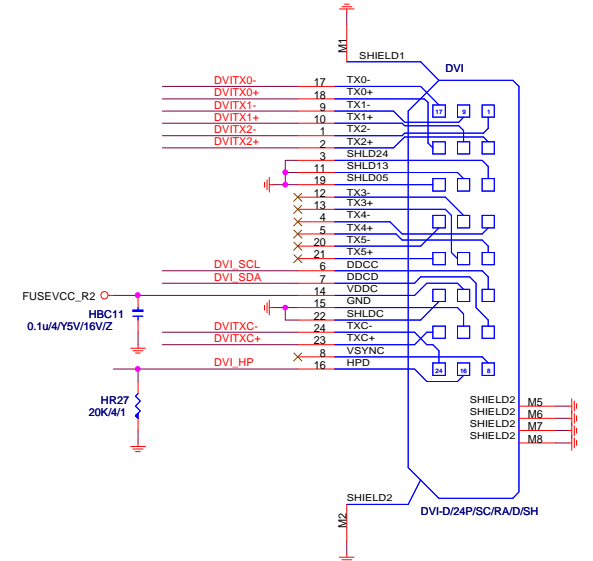 M1
SHIELD1
DVI
DVITX0- 17 TX0-
DVITX0+ 18 TX0+
DVITX1- 9 TX1-
DVITX1+ 10 TX1+
DVITX2- 1 TX2-
DVITX2+ 2 TX2+
17 9 1
3 SHLD24
11 SHLD13
19 SHLD05
12 TX3-
13 TX3+
4 TX4-
5 TX4+
20 TX5-
21 TX5+
DVI_SCL 6 DDCC
DVI_SDA 7 DDCD
FUSEVCC_R2 14 VDDC
15 GND
HBC11
0.1u/4/Y5V/16V/Z
22 SHLDC
DVITXC- 24 TXC-
DVITXC+ 23 TXC+
8 VSYNC
DVI_HP 16 HPD
24 16 8
HR27
20K/4/1
SHIELD2 M5
SHIELD2 M6
SHIELD2 M7
SHIELD2 M8
SHIELD2
M2
DVI-D/24P/SC/RA/D/SH